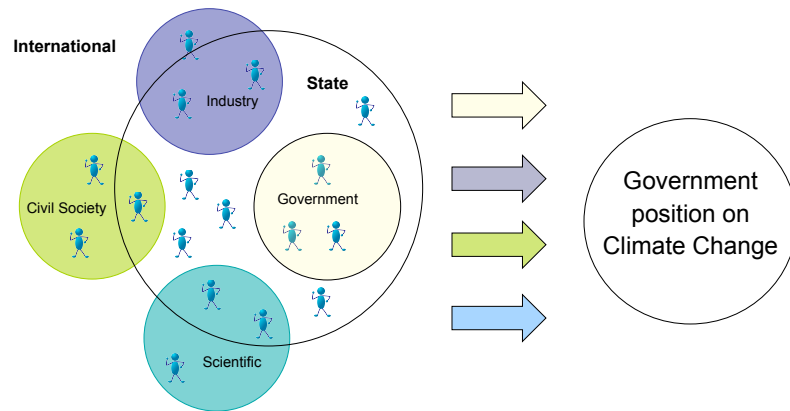 International
State
Industry
Civil Society
Government
Scientific
Government
position on
Climate Change